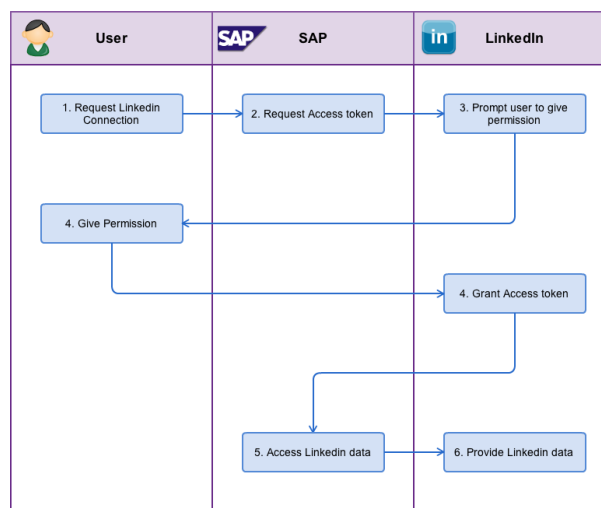 User
SAP
SAP
in
LinkedIn
1. Request Linkedin
Connection
2. Request Access token
3. Prompt user to give
permission
4. Give Permission
4. Grant Access token
5. Access Linkedin data
6. Provide Linkedin data